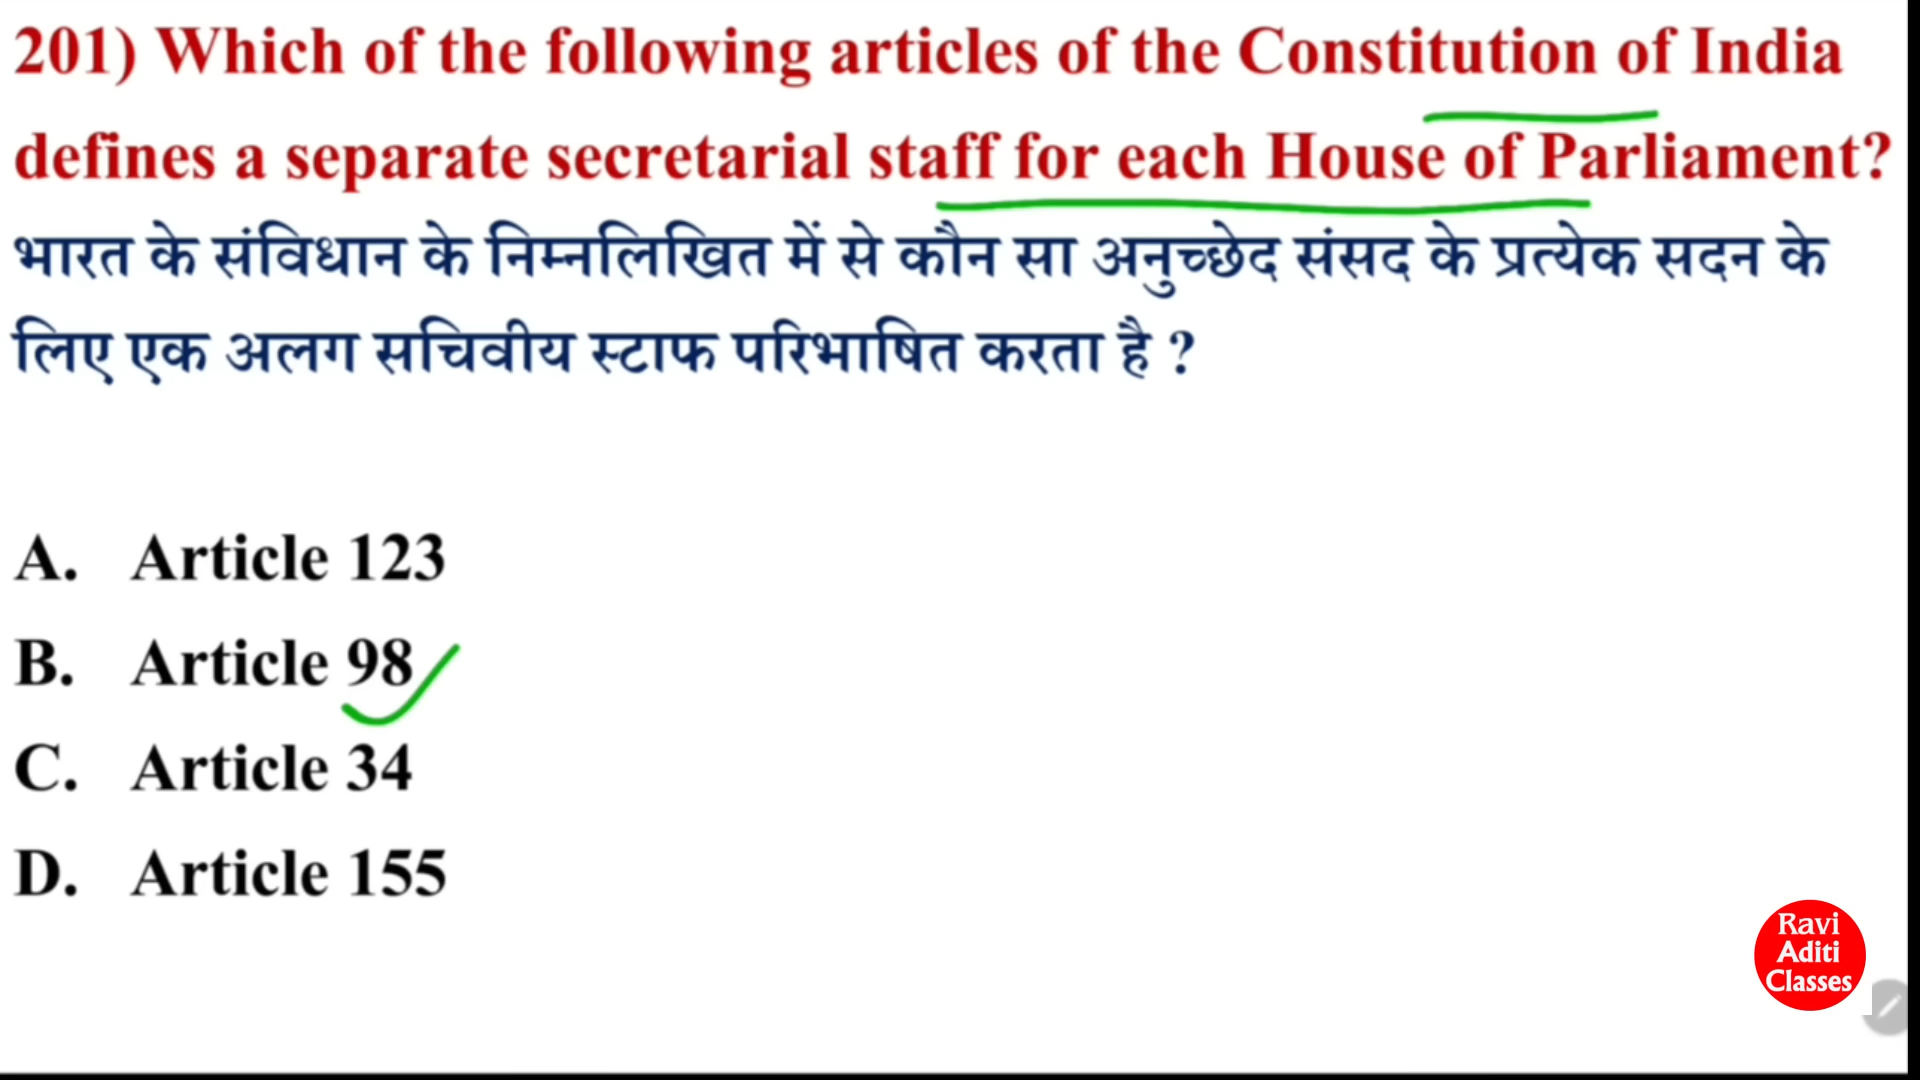 201) Which of the following articles of the Constitution of India
defines a separate secretarial staff for each House of Parliament?
भारत के संविधान के निम्नलिखित में से कौन सा अनुच्छेद संसद के प्रत्येक सदन के
लिए एक अलग सचिवीय स्टाफ परिभाषित करता है ?
A. Article 123
B. Article 98
C. Article 34
D. Article 155
Ravi
Aditi
Classes